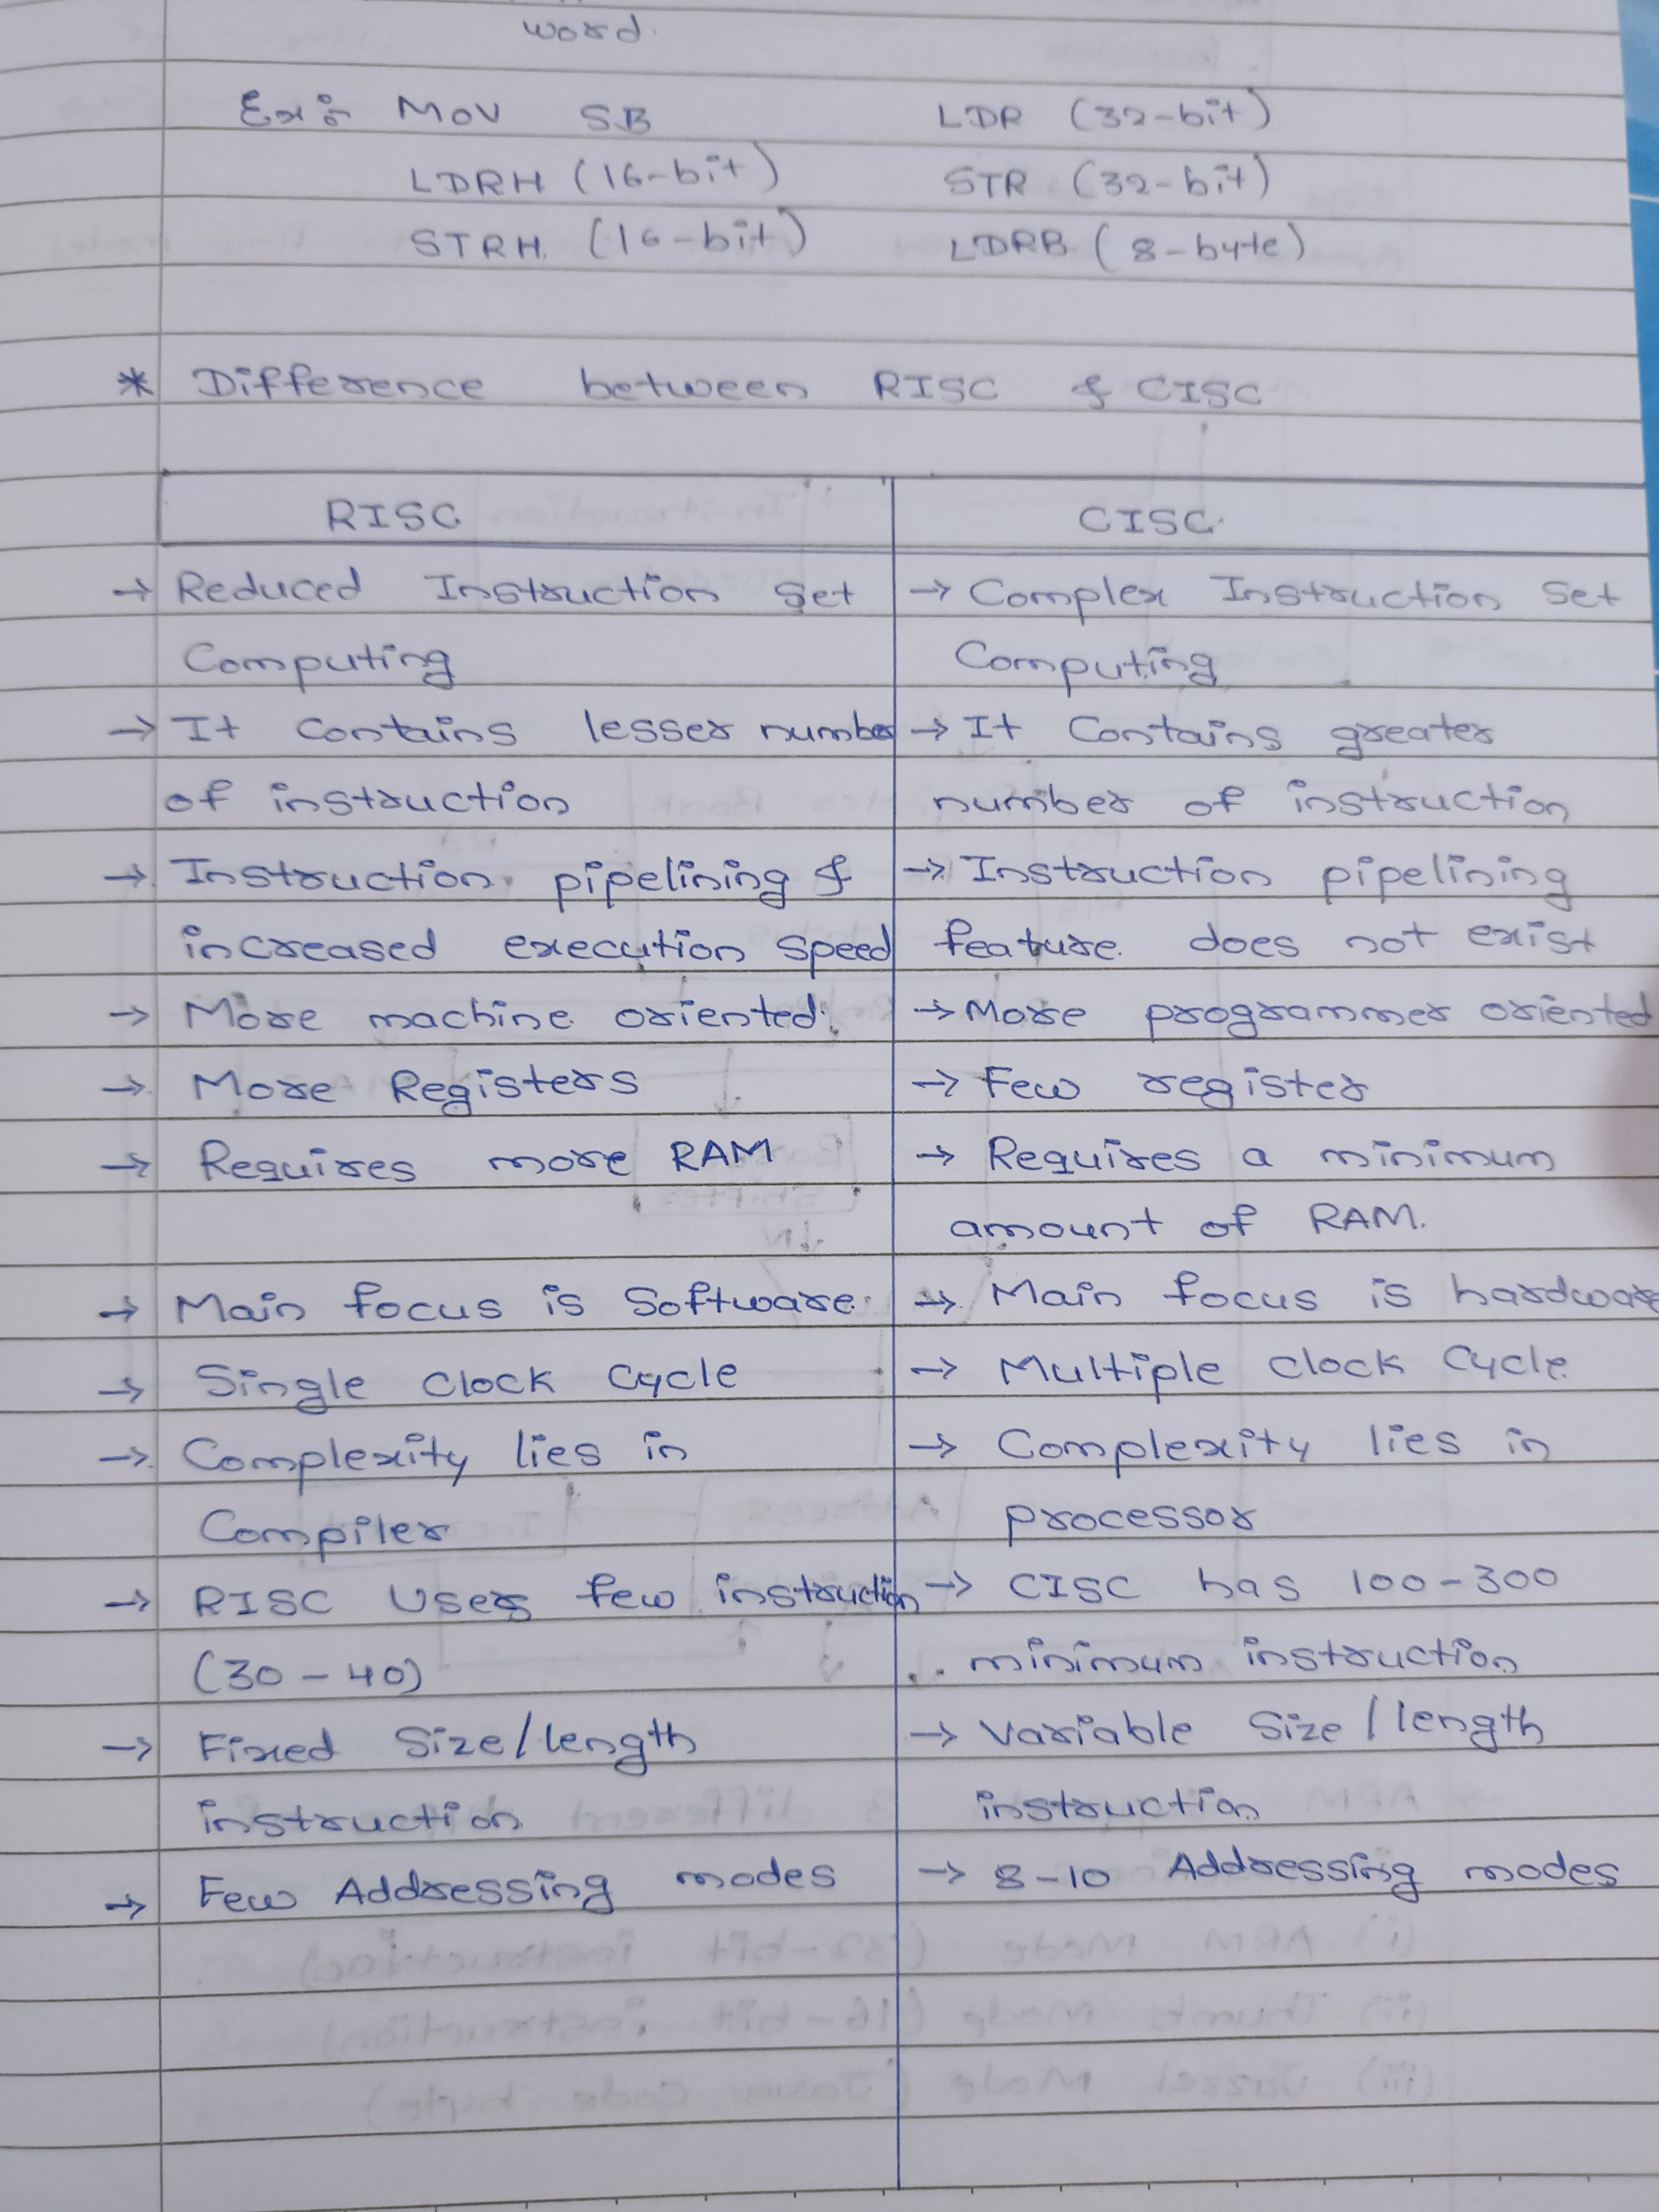 word.
Ex:- MOV SB LDR (32-bit)
LDRH (16-bit) STR (32-bit)
STRH. (16-bit) LDRB (8-byte)
* Difference between RISC & CISC
RISC CISC
→ Reduced Instruction Set → Complex Instruction Set
Computing Computing
→ It contains lesser number → It Contains greater
of instruction number of instruction
→ Instruction pipelining & → Instruction pipelining
increased execution speed feature does not exist
→ More machine oriented. → More programmer oriented
→ More Registers → Few register
→ Requires more RAM → Requires a minimum
amount of RAM.
→ Main focus is Software. → Main focus is hardware
→ Single clock cycle → Multiple clock cycle.
→ Complexity lies in → Complexity lies in
Compiler processor
→ RISC Uses few instruction → CISC has 100-300
(30-40) minimum instruction
→ Fixed Size/length → Variable Size/length
instruction instruction
→ Few Addressing modes → 8-10 Addressing modes